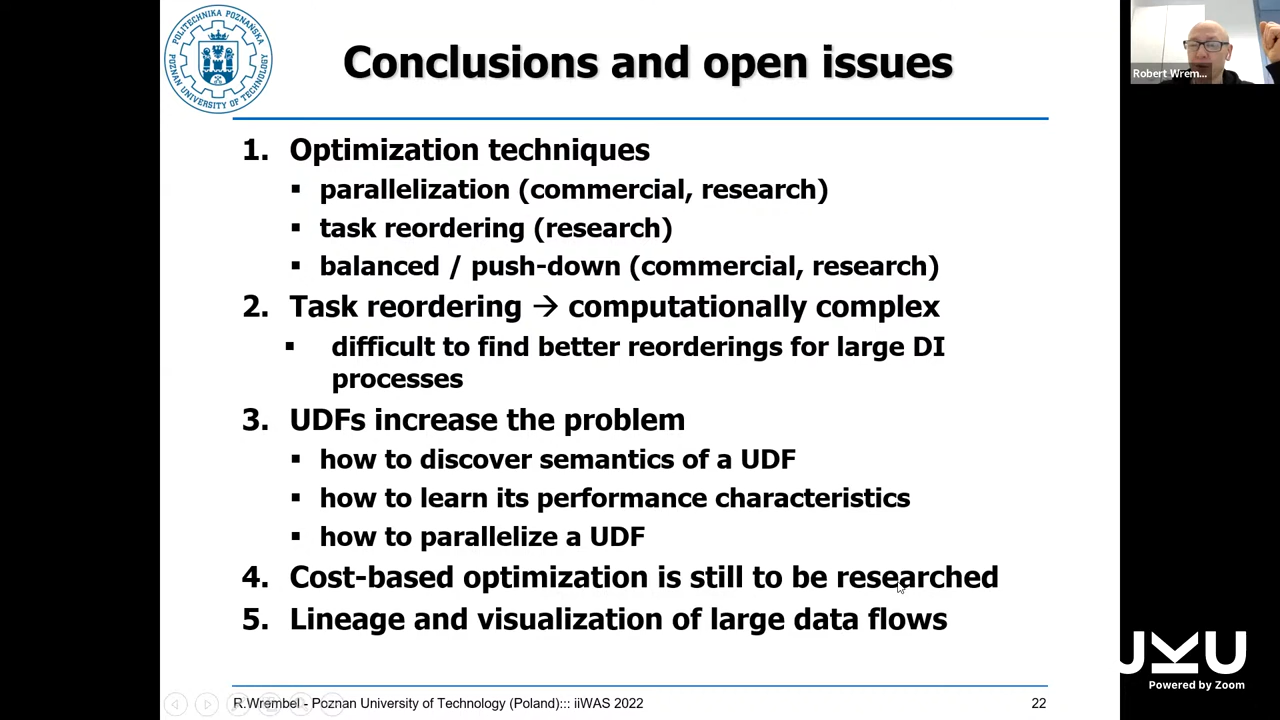 POLITECHNIKA POZNAŃSKA
POZNAN UNIVERSITY OF TECHNOLOGY
Conclusions and open issues
Robert Wrem...
1. Optimization techniques
▪ parallelization (commercial, research)
▪ task reordering (research)
▪ balanced / push-down (commercial, research)
2. Task reordering → computationally complex
▪ difficult to find better reorderings for large DI
processes
3. UDFs increase the problem
▪ how to discover semantics of a UDF
▪ how to learn its performance characteristics
▪ how to parallelize a UDF
4. Cost-based optimization is still to be researched
5. Lineage and visualization of large data flows
JKU
Powered by Zoom
R.Wrembel - Poznan University of Technology (Poland)::: iiWAS 2022
22